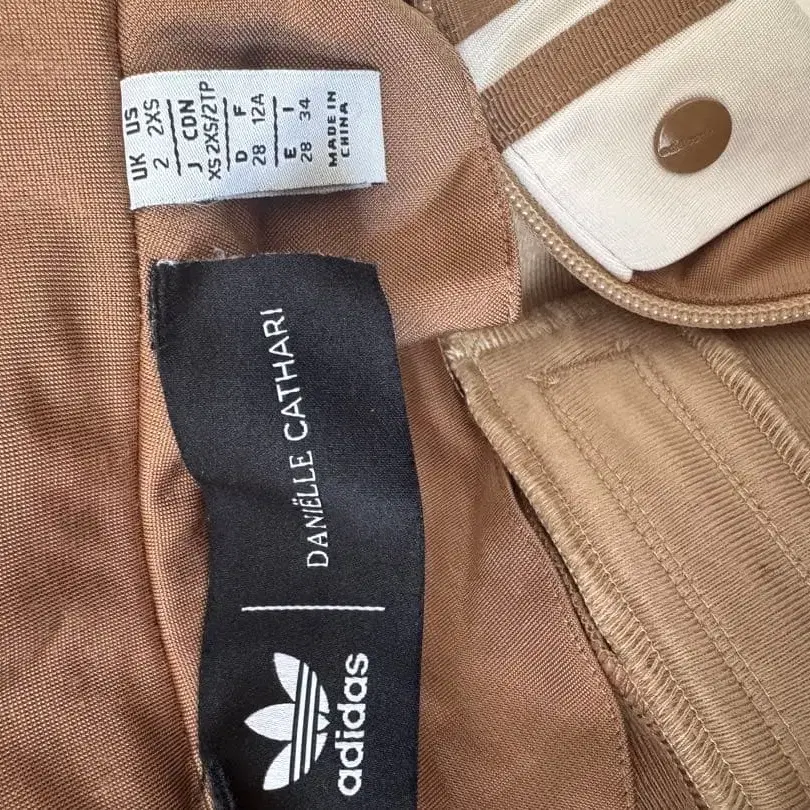 UK US
2 2XS
J CDN
XS 2XS/2TP
D F
28 12A
E I
28 34
MADE IN
CHINA
adidas
DANIËLLE CATHARI